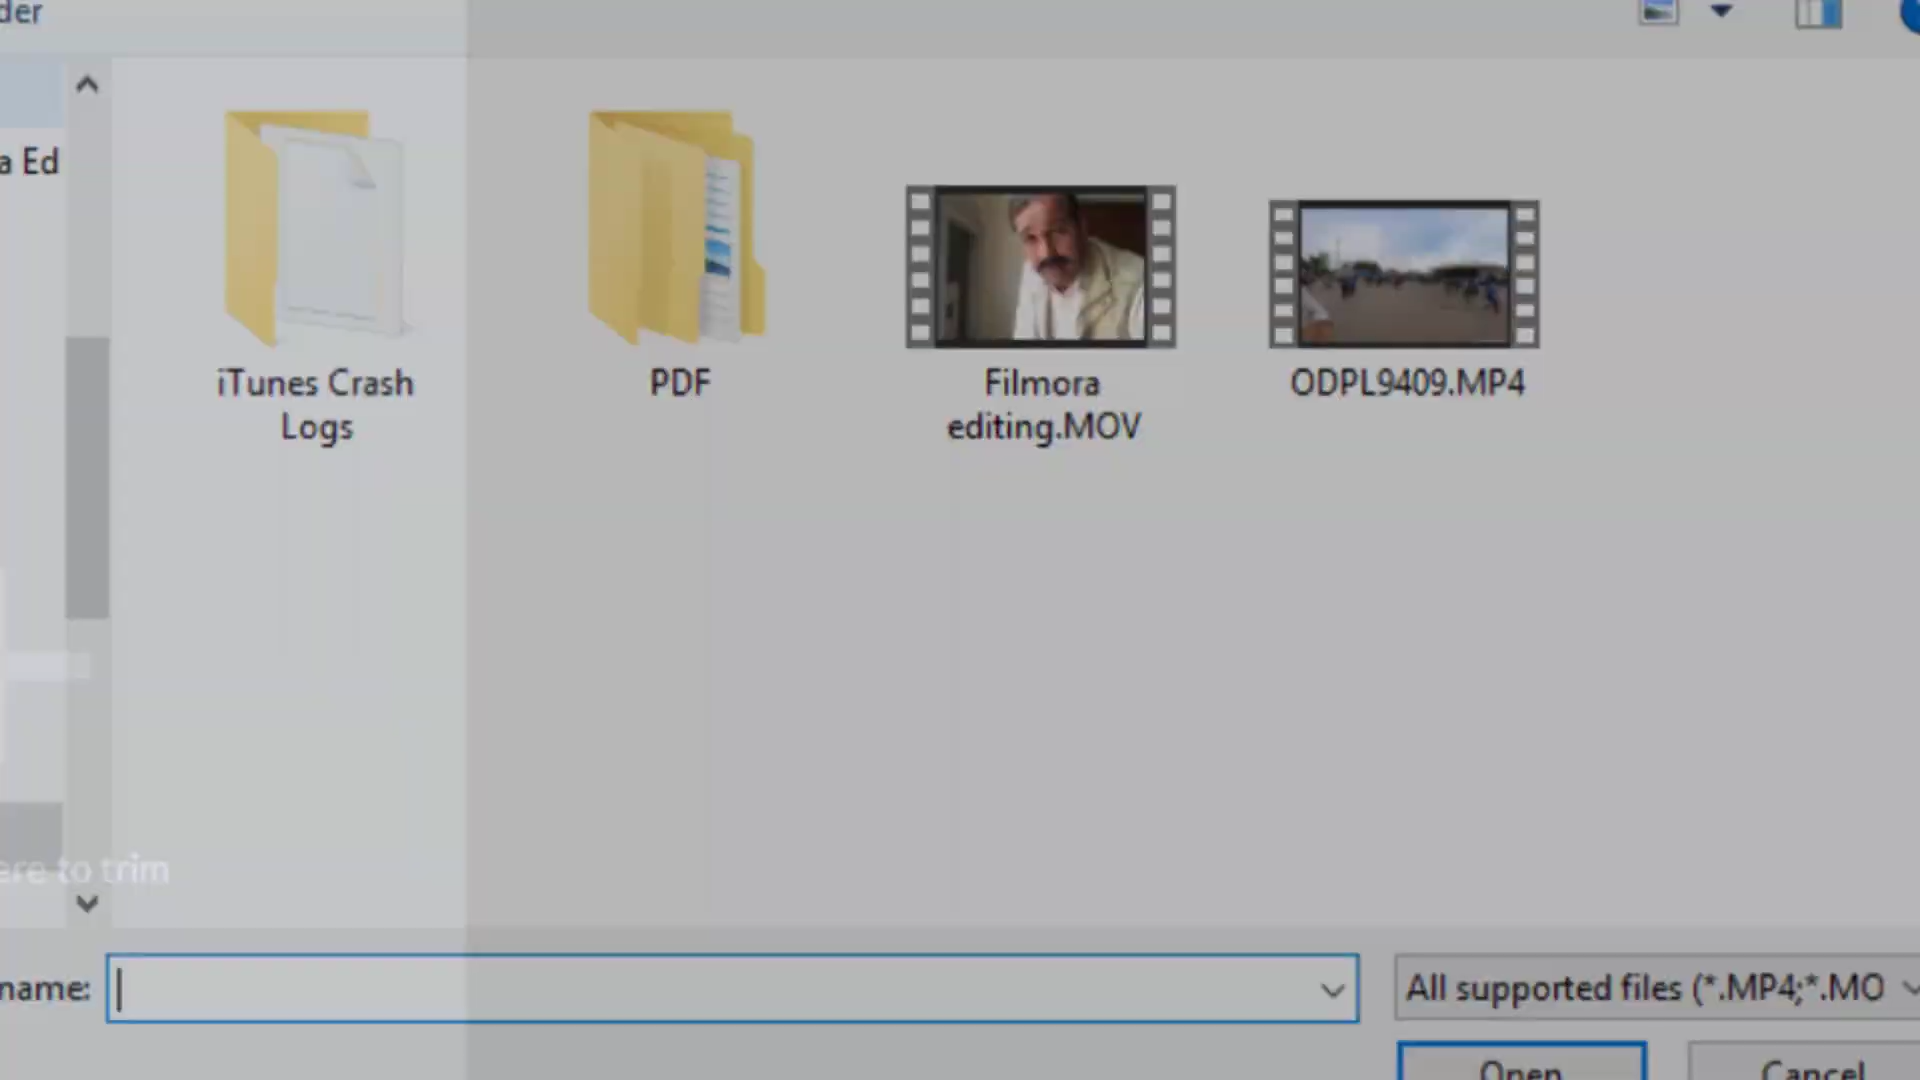 der
a Ed
iTunes Crash
Logs
PDF
Filmora
editing.MOV
ODPL9409.MP4
ere to trim
name:
All supported files (*.MP4;*.MO
Open
Cancel